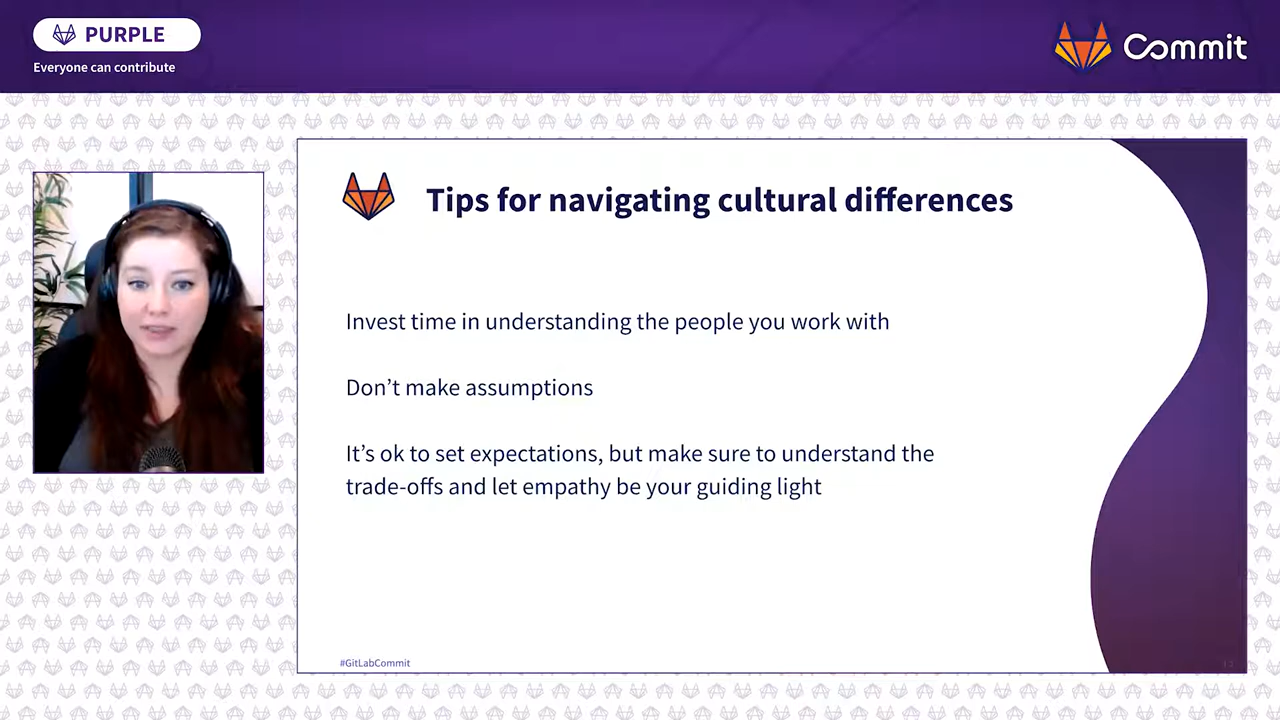 PURPLE
Everyone can contribute
Commit
Tips for navigating cultural differences
Invest time in understanding the people you work with
Don’t make assumptions
It’s ok to set expectations, but make sure to understand the
trade-offs and let empathy be your guiding light
#GitLabCommit